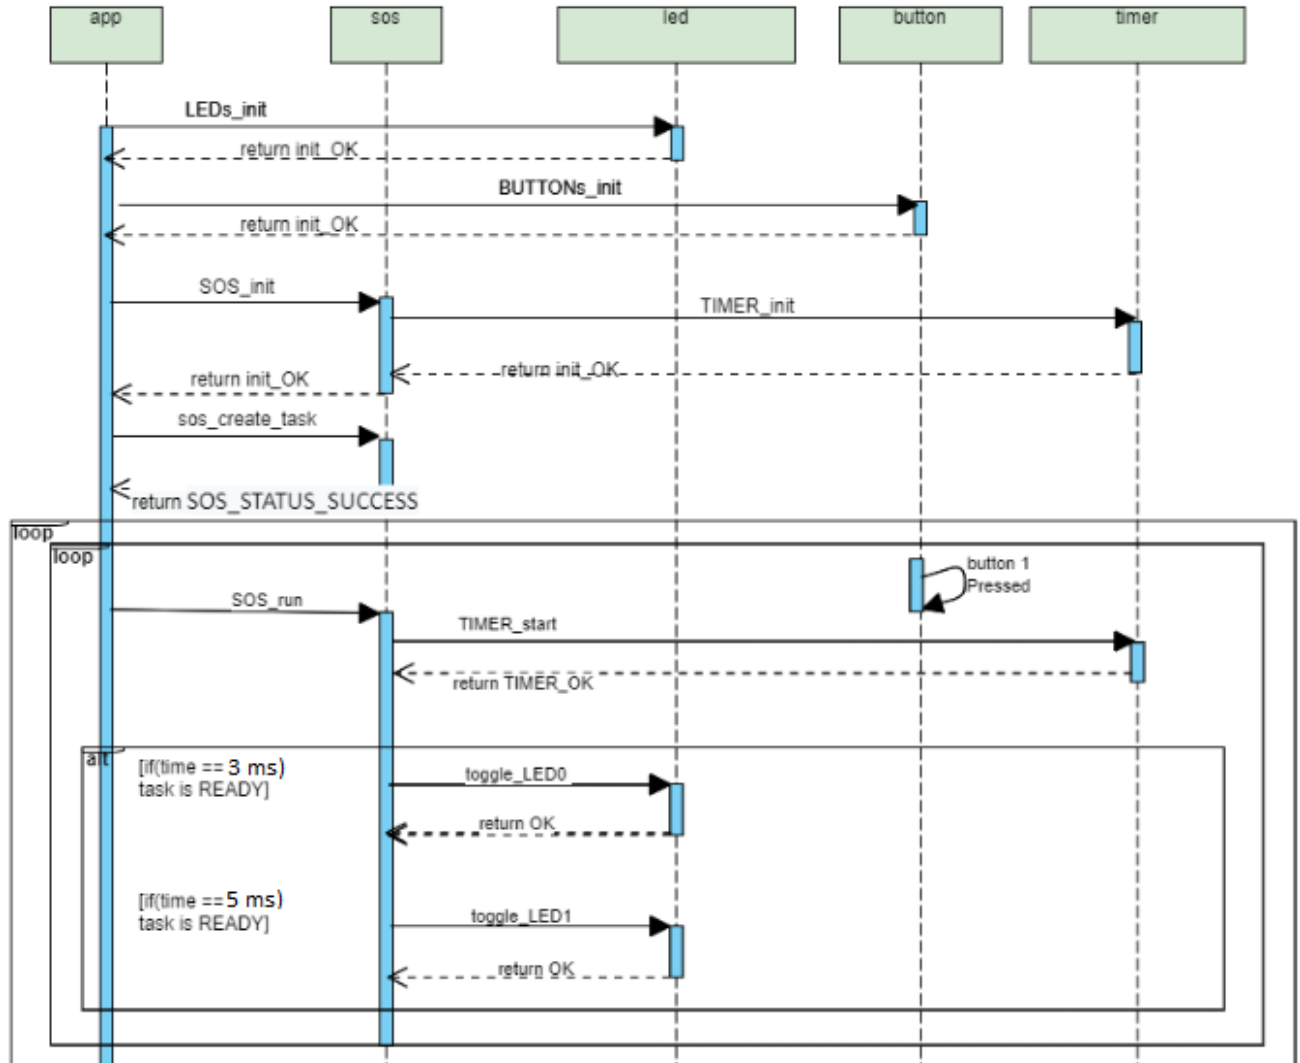 app
sos
led
button
timer
LEDs_init
return init_OK
BUTTONs_init
return init_OK
SOS_init
TIMER_init
return init_OK
return init_OK
sos_create_task
return SOS_STATUS_SUCCESS
loop
loop
button 1
Pressed
SOS_run
TIMER_start
return TIMER_OK
alt
[if(time == 3 ms)
task is READY]
toggle_LED0
return OK
[if(time == 5 ms)
task is READY]
toggle_LED1
return OK